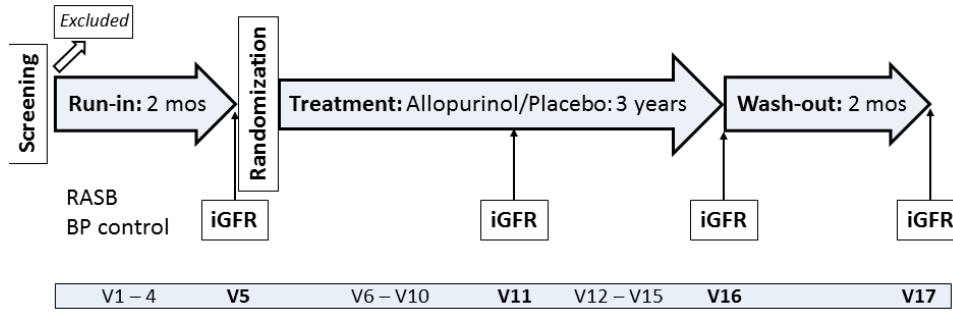 Excluded
Screening
Run-in: 2 mos
Randomization
Treatment: Allopurinol/Placebo: 3 years
Wash-out: 2 mos
RASB
BP control
iGFR
iGFR
iGFR
iGFR
V1 – 4
V5
V6 – V10
V11
V12 – V15
V16
V17